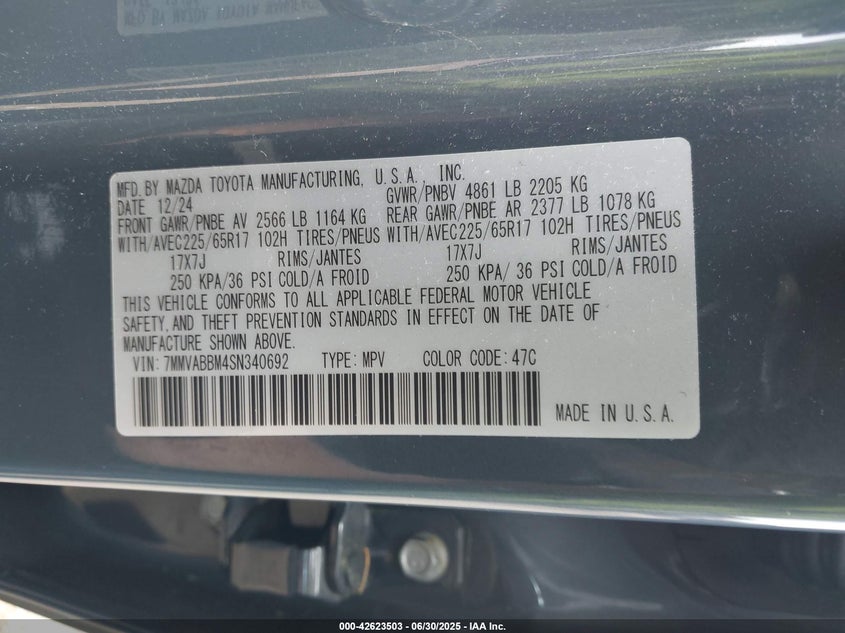 MFD. BY MAZDA TOYOTA MANUFACTURING, U.S.A., INC.
DATE 12/24 GVWR/PNBV 4861 LB 2205 KG
FRONT GAWR/PNBE AV 2566 LB 1164 KG REAR GAWR/PNBE AR 2377 LB 1078 KG
WITH/AVEC225/65R17 102H TIRES/PNEUS WITH/AVEC225/65R17 102H TIRES/PNEUS
17X7J RIMS/JANTES 17X7J RIMS/JANTES
250 KPA/36 PSI COLD/A FROID 250 KPA/ 36 PSI COLD/A FROID
THIS VEHICLE CONFORMS TO ALL APPLICABLE FEDERAL MOTOR VEHICLE
SAFETY, AND THEFT PREVENTION STANDARDS IN EFFECT ON THE DATE OF
MANUFACTURE SHOWN ABOVE.
VIN: 7MMVABBM4SN340692 TYPE: MPV COLOR CODE: 47C
MADE IN U.S.A.
000-42623503 - 06/30/2025 - IAA Inc.